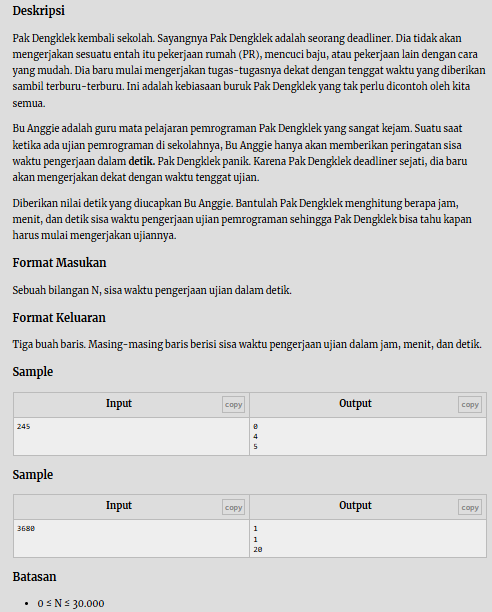 Deskripsi
Pak Dengklek kembali sekolah. Sayangnya Pak Dengklek adalah seorang deadliner. Dia tidak akan
mengerjakan sesuatu entah itu pekerjaan rumah (PR), mencuci baju, atau pekerjaan lain dengan cara
yang mudah. Dia baru mulai mengerjakan tugas-tugasnya dekat dengan tenggat waktu yang diberikan
sambil terburu-terburu. Ini adalah kebiasaan buruk Pak Dengklek yang tak perlu dicontoh oleh kita
semua.
Bu Anggie adalah guru mata pelajaran pemrograman Pak Dengklek yang sangat kejam. Suatu saat
ketika ada ujian pemrograman di sekolahnya, Bu Anggie hanya akan memberikan peringatan sisa
waktu pengerjaan dalam detik. Pak Dengklek panik. Karena Pak Dengklek deadliner sejati, dia baru
akan mengerjakan dekat dengan waktu tenggat ujian.
Diberikan nilai detik yang diucapkan Bu Anggie. Bantulah Pak Dengklek menghitung berapa jam,
menit, dan detik sisa waktu pengerjaan ujian pemrograman sehingga Pak Dengklek bisa tahu kapan
harus mulai mengerjakan ujiannya.
Format Masukan
Sebuah bilangan N, sisa waktu pengerjaan ujian dalam detik.
Format Keluaran
Tiga buah baris. Masing-masing baris berisi sisa waktu pengerjaan ujian dalam jam, menit, dan detik.
Sample
Input copy Output copy
245
0
4
5
Sample
Input copy Output copy
3680
1
1
20
Batasan
• 0 ≤ N ≤ 30.000